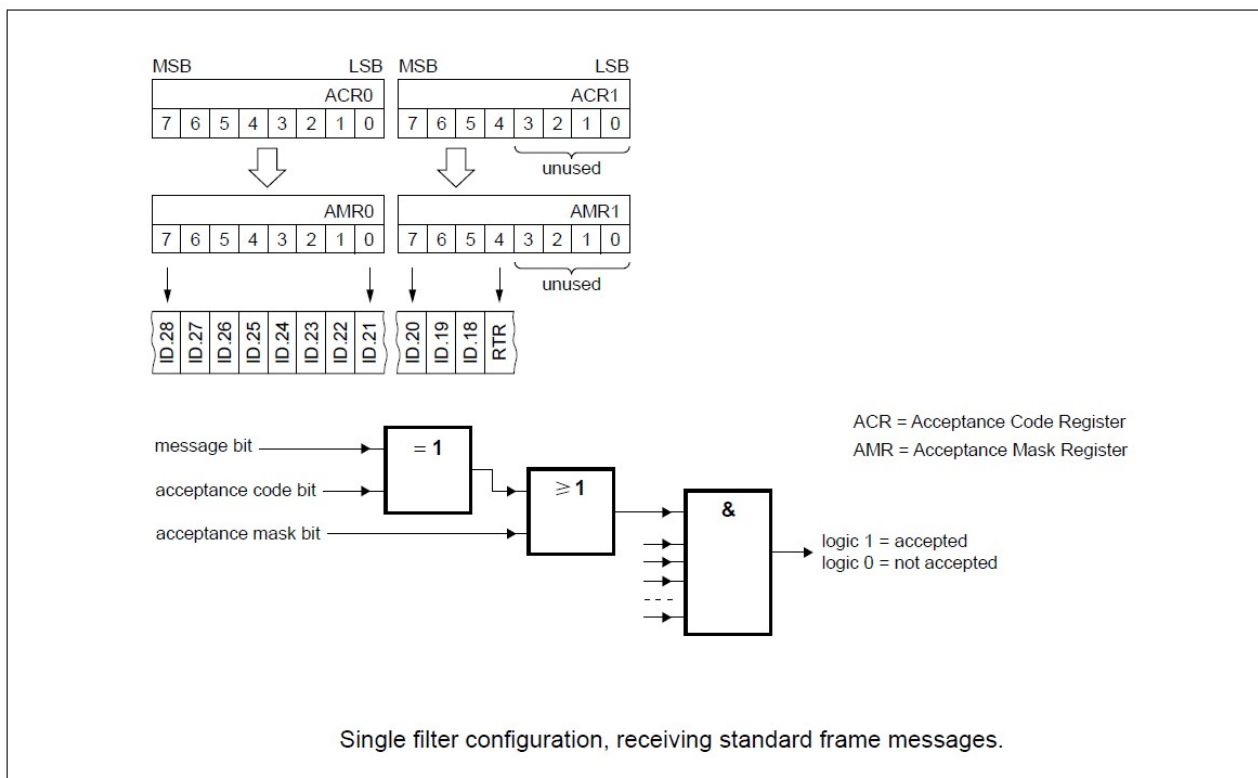 MSB LSB MSB LSB
ACR0 ACR1
7 6 5 4 3 2 1 0 7 6 5 4 3 2 1 0
unused
AMR0 AMR1
7 6 5 4 3 2 1 0 7 6 5 4 3 2 1 0
unused
ID.28 ID.27 ID.26 ID.25 ID.24 ID.23 ID.22 ID.21 ID.20 ID.19 ID.18 RTR
ACR = Acceptance Code Register
AMR = Acceptance Mask Register
message bit
= 1
acceptance code bit
≥ 1
acceptance mask bit
&
logic 1 = accepted
logic 0 = not accepted
Single filter configuration, receiving standard frame messages.